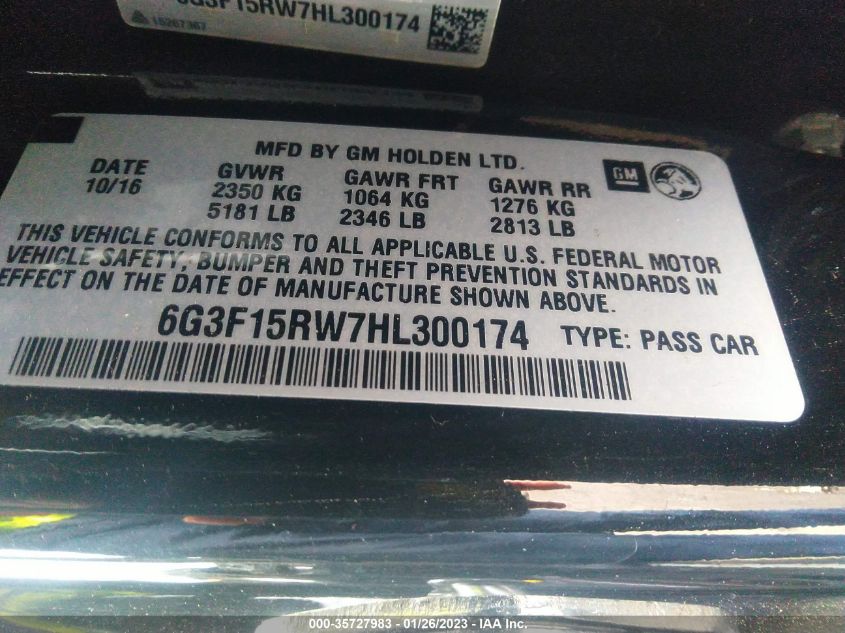 6G3F15RW7HL300174
15267367
MFD BY GM HOLDEN LTD.
GM
DATE GVWR GAWR FRT GAWR RR
10/16 2350 KG 1064 KG 1276 KG
5181 LB 2346 LB 2813 LB
THIS VEHICLE CONFORMS TO ALL APPLICABLE U.S. FEDERAL MOTOR
VEHICLE SAFETY, BUMPER AND THEFT PREVENTION STANDARDS IN
EFFECT ON THE DATE OF MANUFACTURE SHOWN ABOVE.
6G3F15RW7HL300174 TYPE: PASS CAR
000-35727983 - 01/26/2023 - IAA Inc.